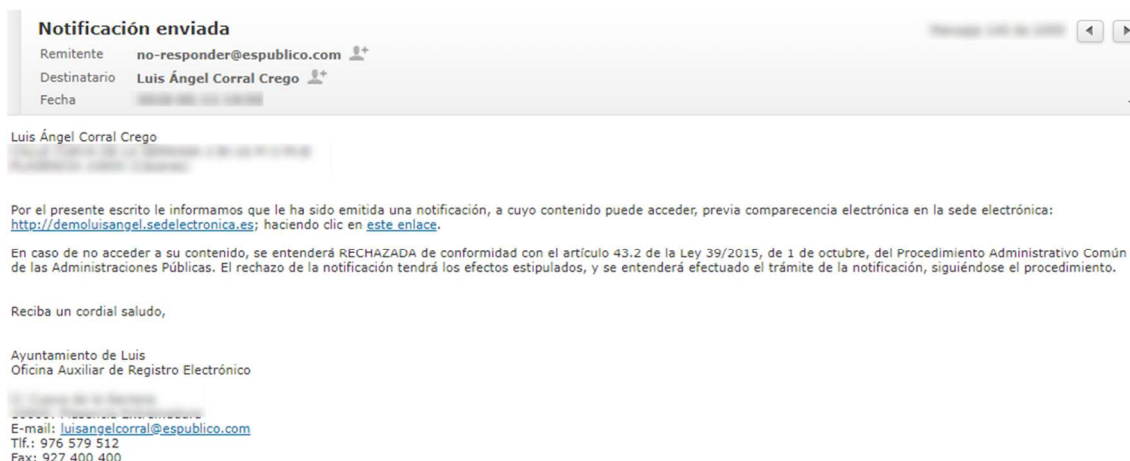 Notificación enviada
Remitente no-responder@espublico.com
Destinatario Luis Ángel Corral Crego
Fecha
Luis Ángel Corral Crego
Por el presente escrito le informamos que le ha sido emitida una notificación, a cuyo contenido puede acceder, previa comparecencia electrónica en la sede electrónica:
http://demoluisangel.sedelectronica.es; haciendo clic en este enlace.
En caso de no acceder a su contenido, se entenderá RECHAZADA de conformidad con el artículo 43.2 de la Ley 39/2015, de 1 de octubre, del Procedimiento Administrativo Común
de las Administraciones Públicas. El rechazo de la notificación tendrá los efectos estipulados, y se entenderá efectuado el trámite de la notificación, siguiéndose el procedimiento.
Reciba un cordial saludo,
Ayuntamiento de Luis
Oficina Auxiliar de Registro Electrónico
E-mail: luisangelcorral@espublico.com
Tlf.: 976 579 512
Fax: 927 400 400